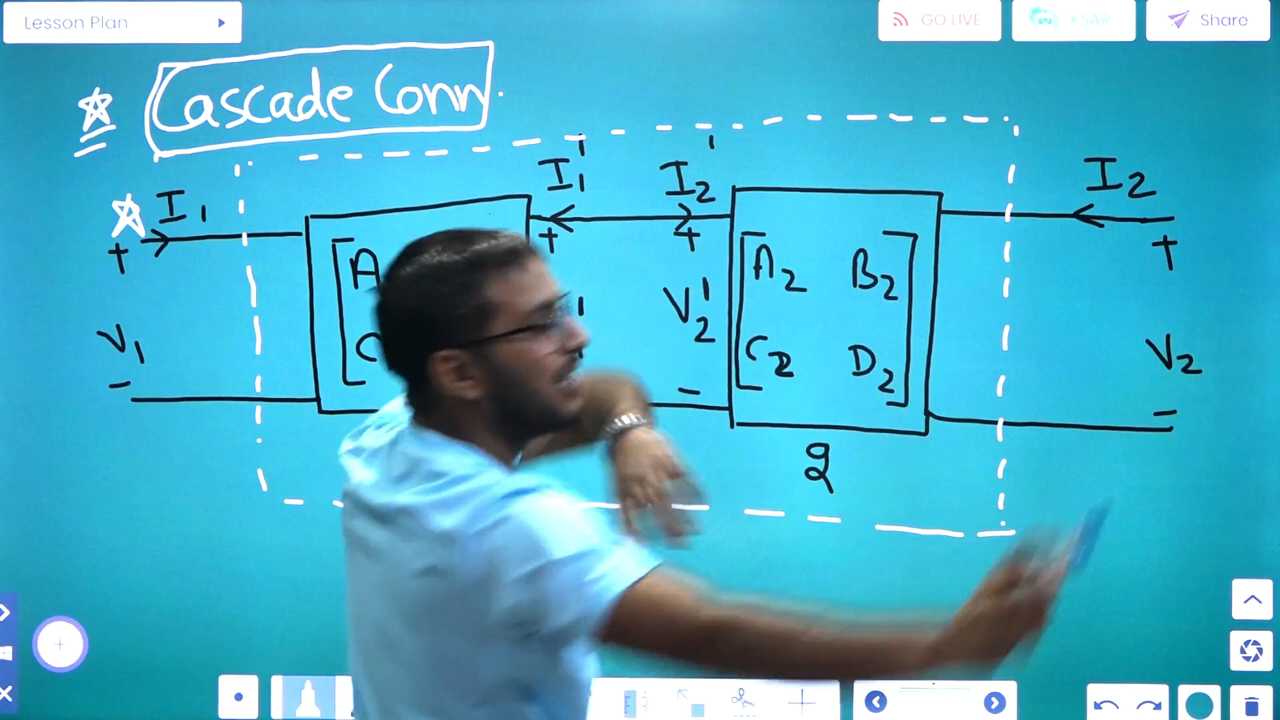 Lesson Plan
GO LIVE
KSAR
Share
Cascade Conn.
I1
I1'
I2'
I2
+
+
+
+
A
A2 B2
V1
V2'
V2
C
C2 D2
-
-
-
2